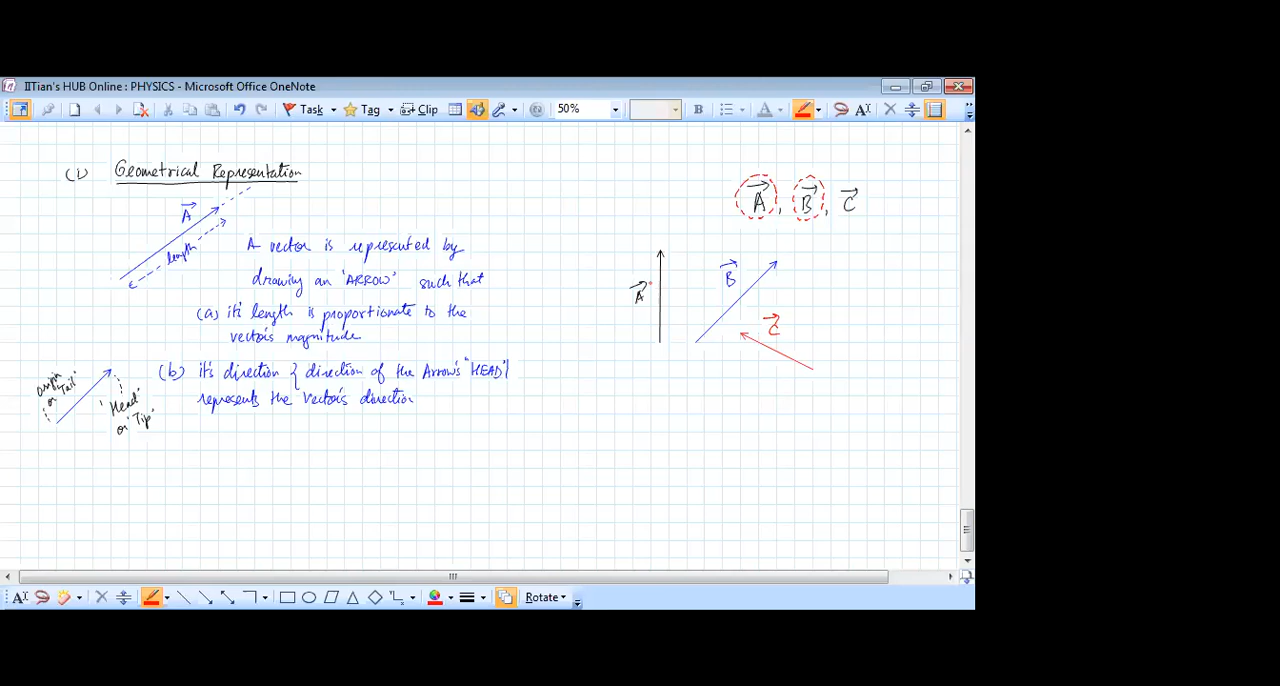 IITian's HUB Online : PHYSICS - Microsoft Office OneNote
Task Tag Clip 50% B A A
(1) Geometrical Representation
A
length
A vector is represented by
drawing an 'ARROW' such that
(a) it's length is proportionate to the
vector's magnitude
(b) it's direction { direction of the Arrow's "HEAD"}
represents the Vector's direction
origin
or 'Tail'
'Head'
or 'Tip'
A, B, C
A
B
C
A Rotate